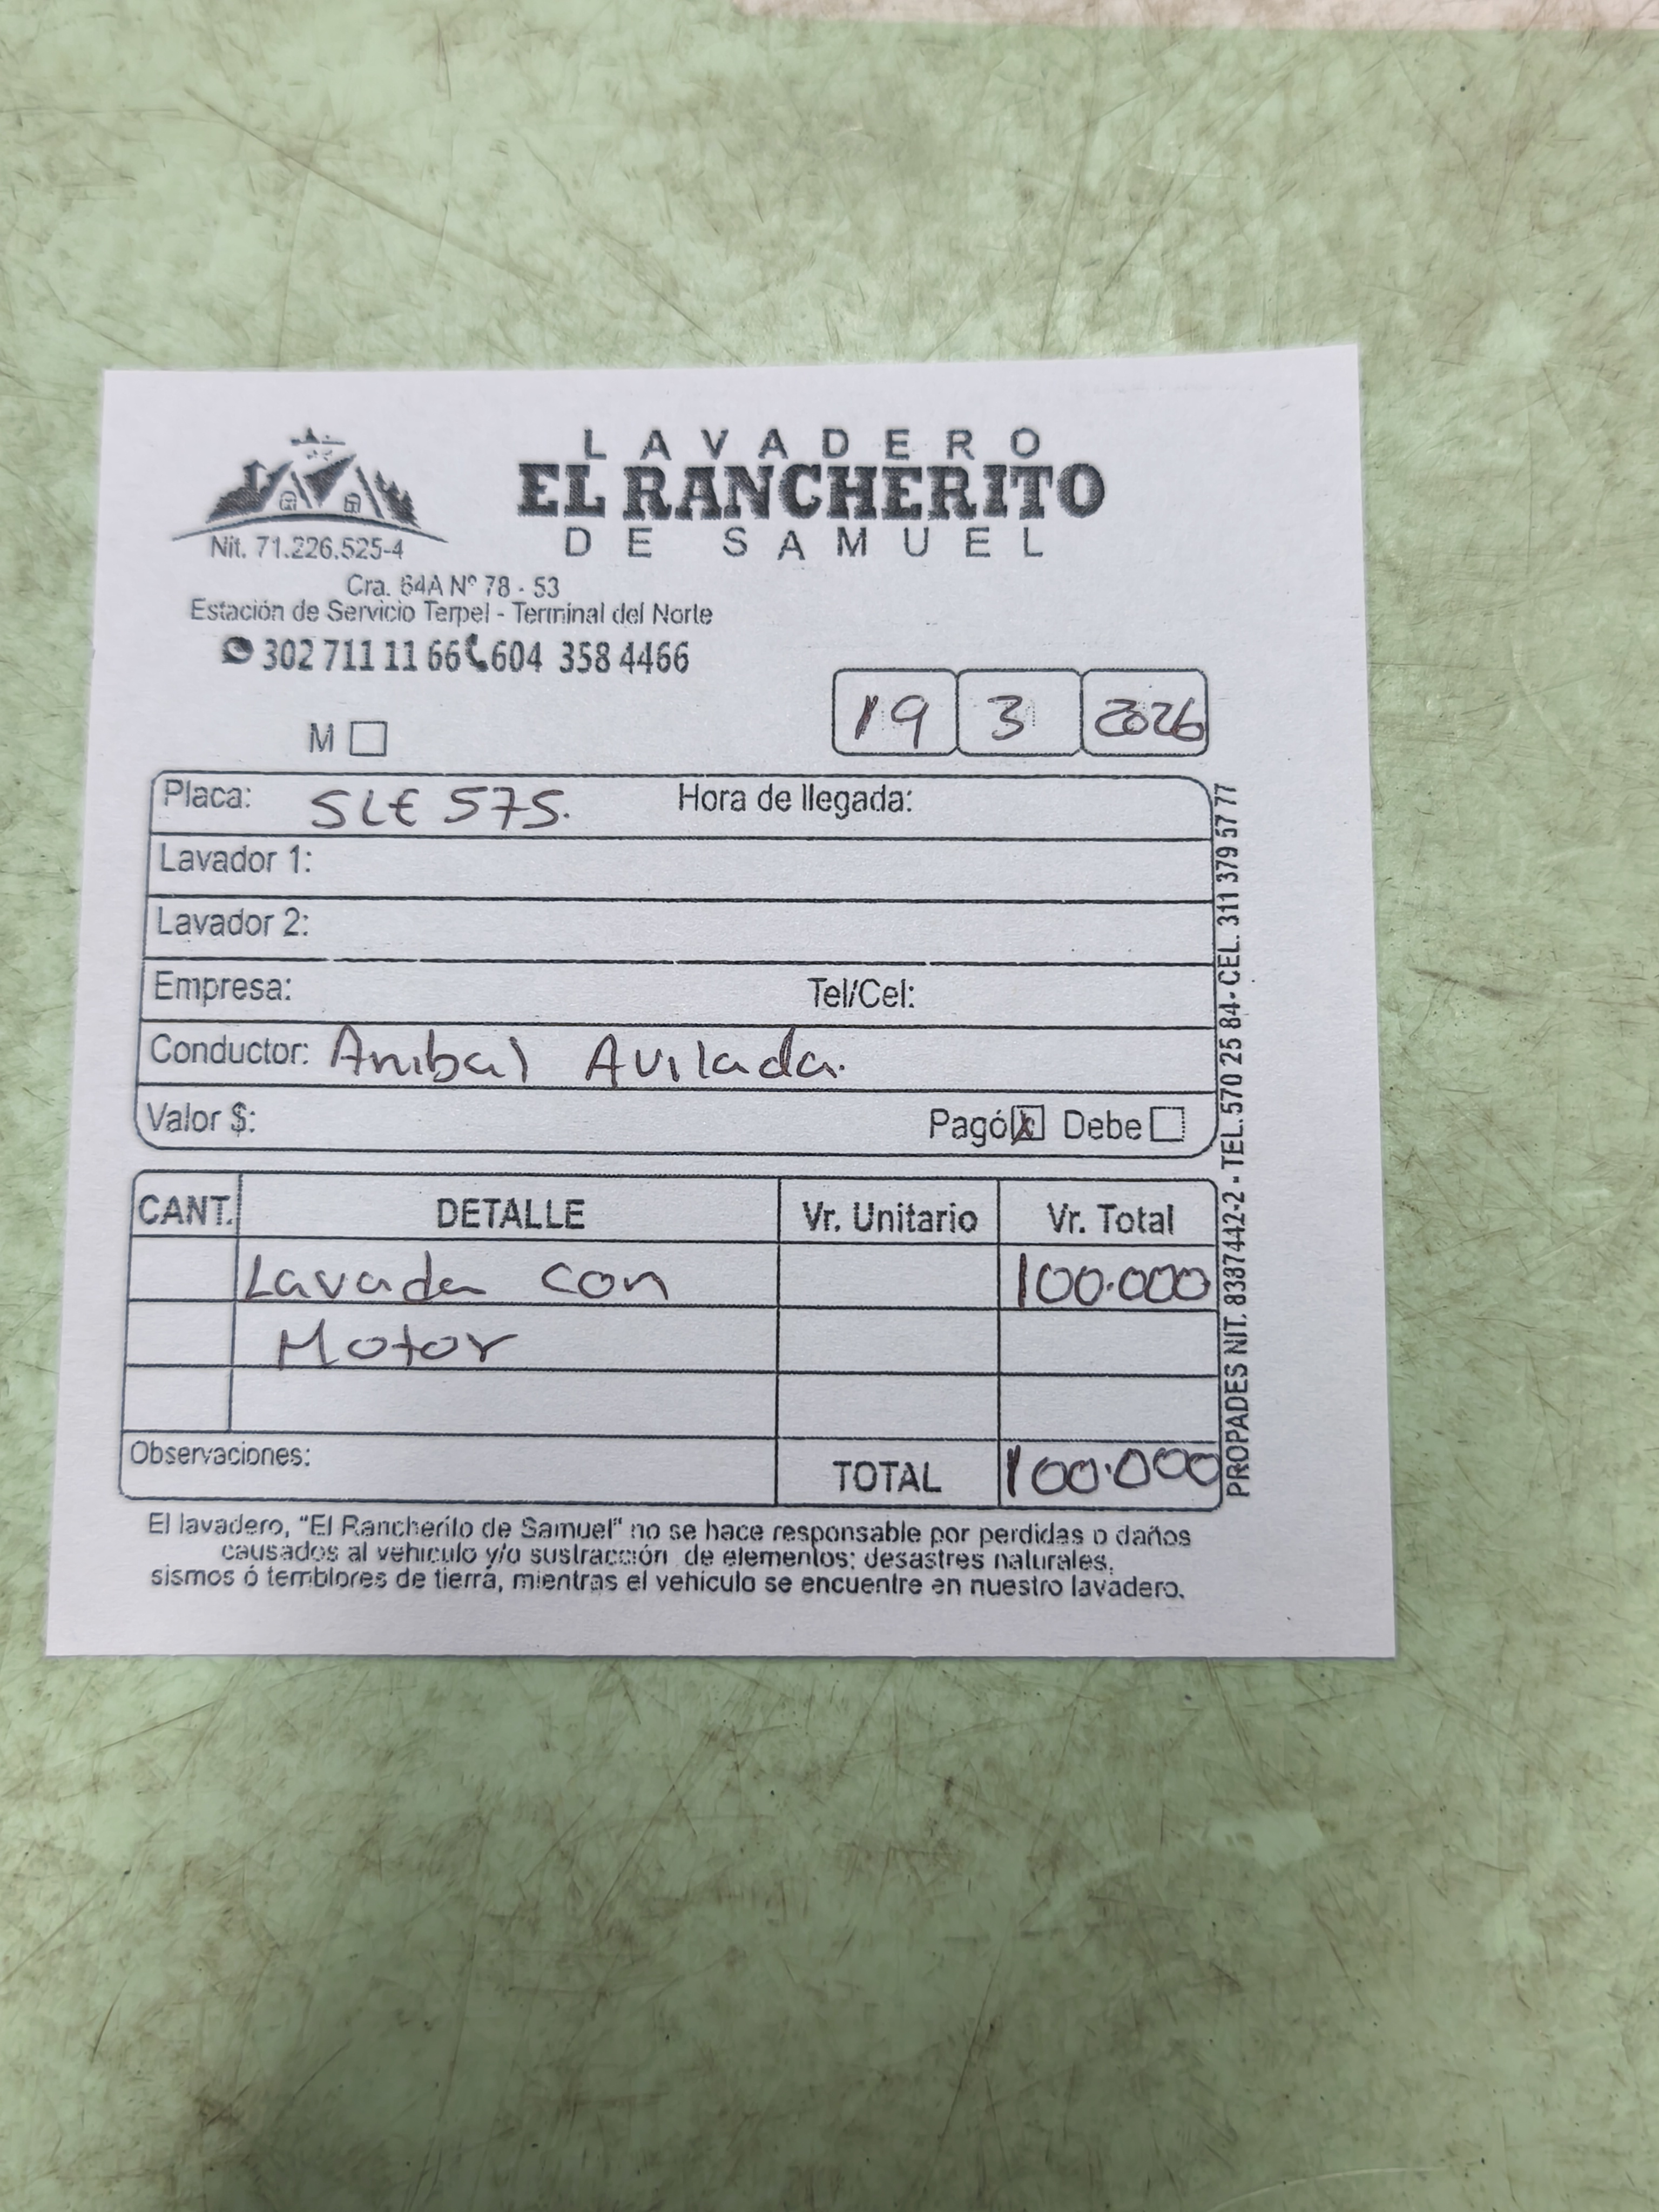 LAVADERO
EL RANCHERITO
DE SAMUEL
Nit. 71.226.525-4
Cra. 64A Nº 78 - 53
Estación de Servicio Terpel - Terminal del Norte
302 711 11 66 604 358 4466
19 3 2026
M
Placa: SLE 575. Hora de llegada:
Lavador 1:
Lavador 2:
Empresa: Tel/Cel:
Conductor: Anibal Avilada.
Valor $: Pagó X Debe
CANT. DETALLE Vr. Unitario Vr. Total
Lavada con 100.000
Motor
Observaciones: TOTAL 100.000
El lavadero, "El Rancherito de Samuel" no se hace responsable por perdidas o daños
causados al vehiculo y/o sustracción de elementos; desastres naturales,
sismos ó temblores de tierra, mientras el vehiculo se encuentre en nuestro lavadero.
PROPADES NIT. 8387442-2 - TEL. 570 25 84 - CEL. 311 379 57 77